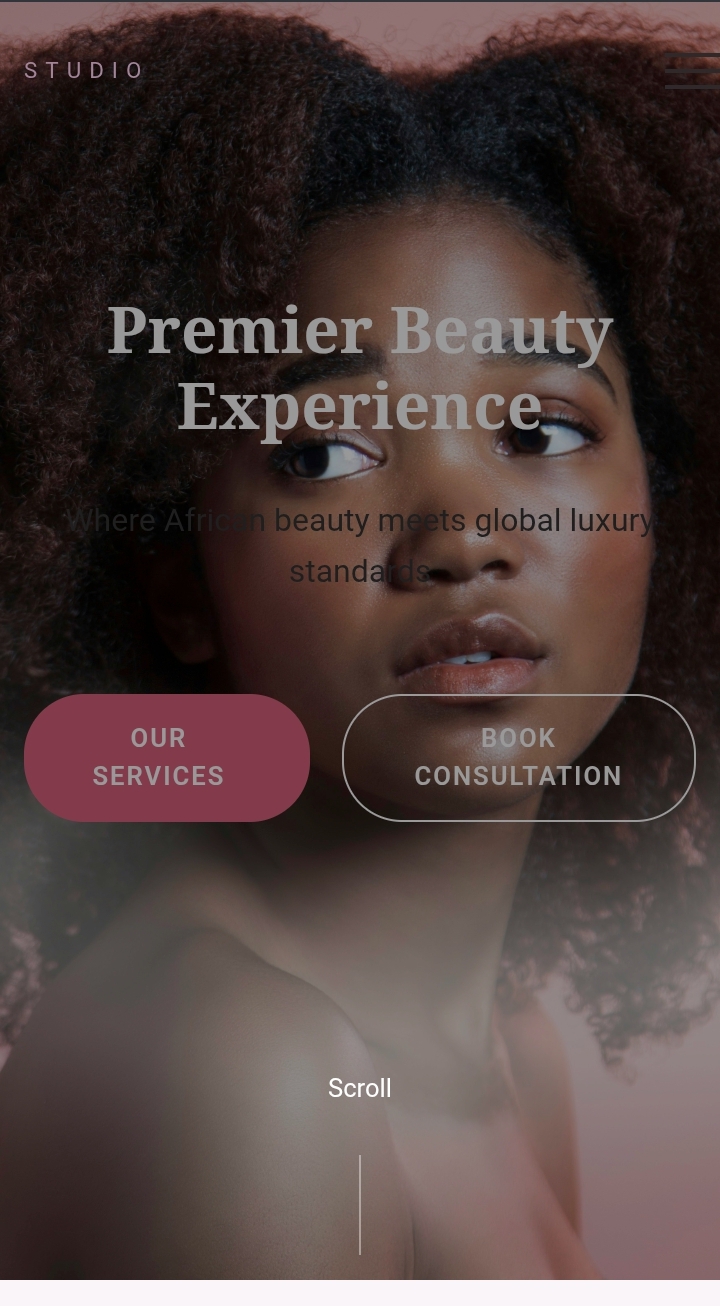 STUDIO
Premier Beauty
Experience
Where African beauty meets global luxury
standards
OUR
SERVICES
BOOK
CONSULTATION
Scroll